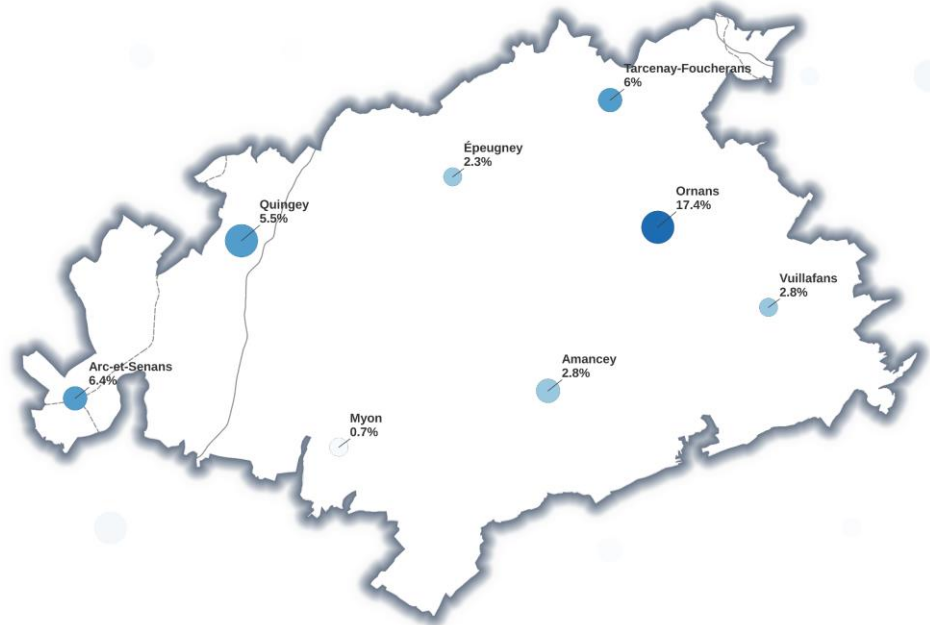 Tarcenay-Foucherans
6%
Épeugney
2.3%
Ornans
17.4%
Quingey
5.5%
Vuillafans
2.8%
Arc-et-Senans
6.4%
Amancey
2.8%
Myon
0.7%